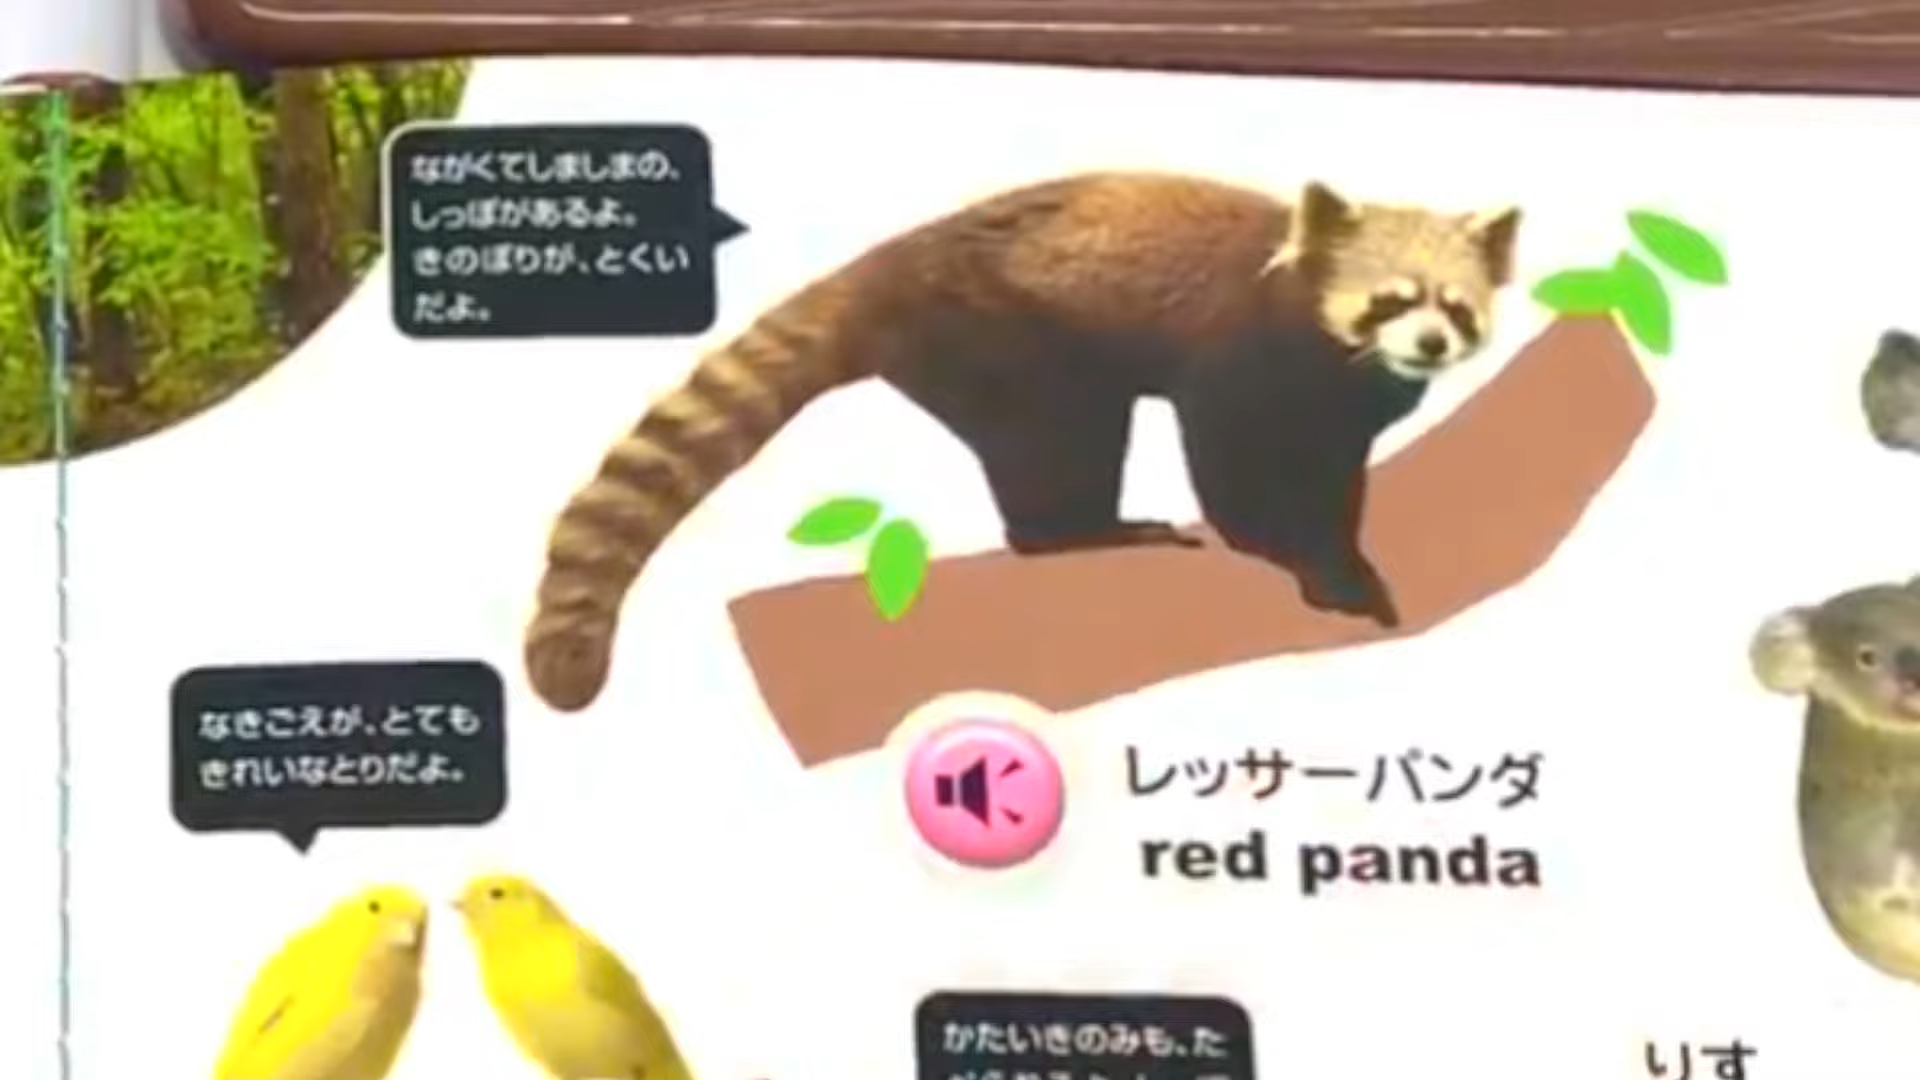 ながくてしましまの、
しっぽがあるよ。
きのぼりが、とくい
だよ。
なきごえが、とても
きれいなとりだよ。
レッサーパンダ
red panda
かたいきのみも、た
りす